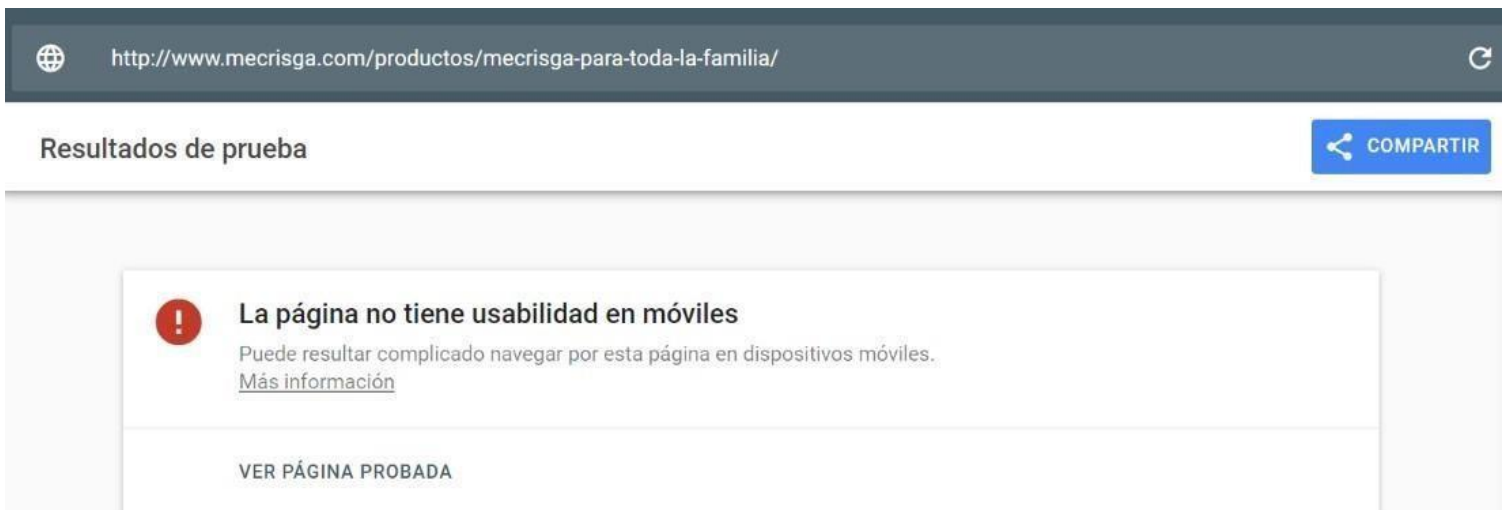 http://www.mecrisga.com/productos/mecrisga-para-toda-la-familia/
Resultados de prueba
COMPARTIR
La página no tiene usabilidad en móviles
Puede resultar complicado navegar por esta página en dispositivos móviles.
Más información
VER PÁGINA PROBADA